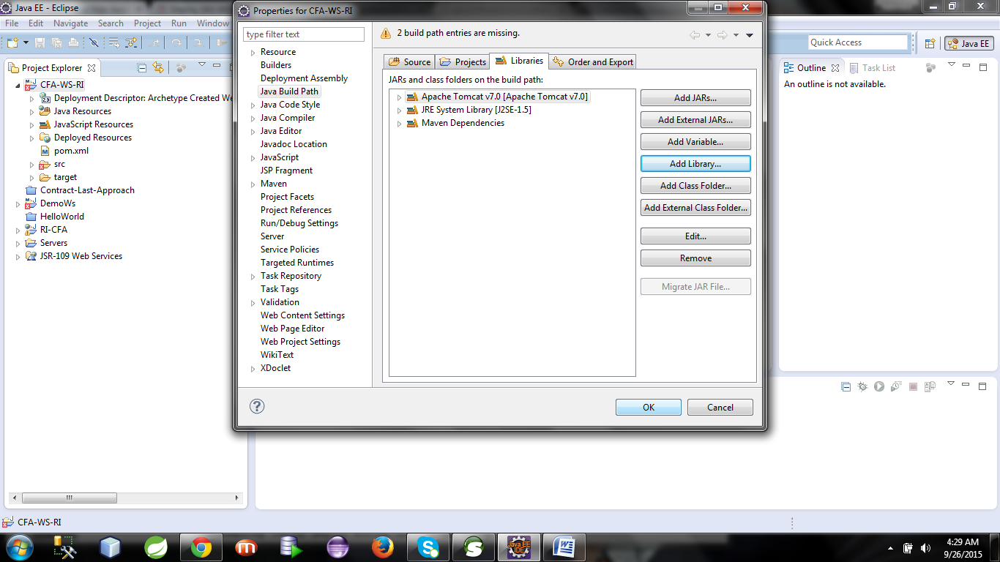 Java EE - Eclipse
File Edit Navigate Search Project Run Window
Quick Access
Java EE
Project Explorer
CFA-WS-RI
Deployment Descriptor: Archetype Created We
Java Resources
JavaScript Resources
Deployed Resources
pom.xml
src
target
Contract-Last-Approach
DemoWs
HelloWorld
RI-CFA
Servers
JSR-109 Web Services
Properties for CFA-WS-RI
type filter text
Resource
Builders
Deployment Assembly
Java Build Path
Java Code Style
Java Compiler
Java Editor
Javadoc Location
JavaScript
JSP Fragment
Maven
Project Facets
Project References
Run/Debug Settings
Server
Service Policies
Targeted Runtimes
Task Repository
Task Tags
Validation
Web Content Settings
Web Page Editor
Web Project Settings
WikiText
XDoclet
2 build path entries are missing.
Source Projects Libraries Order and Export
JARs and class folders on the build path:
Apache Tomcat v7.0 [Apache Tomcat v7.0]
JRE System Library [J2SE-1.5]
Maven Dependencies
Add JARs...
Add External JARs...
Add Variable...
Add Library...
Add Class Folder...
Add External Class Folder...
Edit...
Remove
Migrate JAR File...
OK Cancel
Outline Task List
An outline is not available.
CFA-WS-RI
Java EE
IDE
4:29 AM
9/26/2015